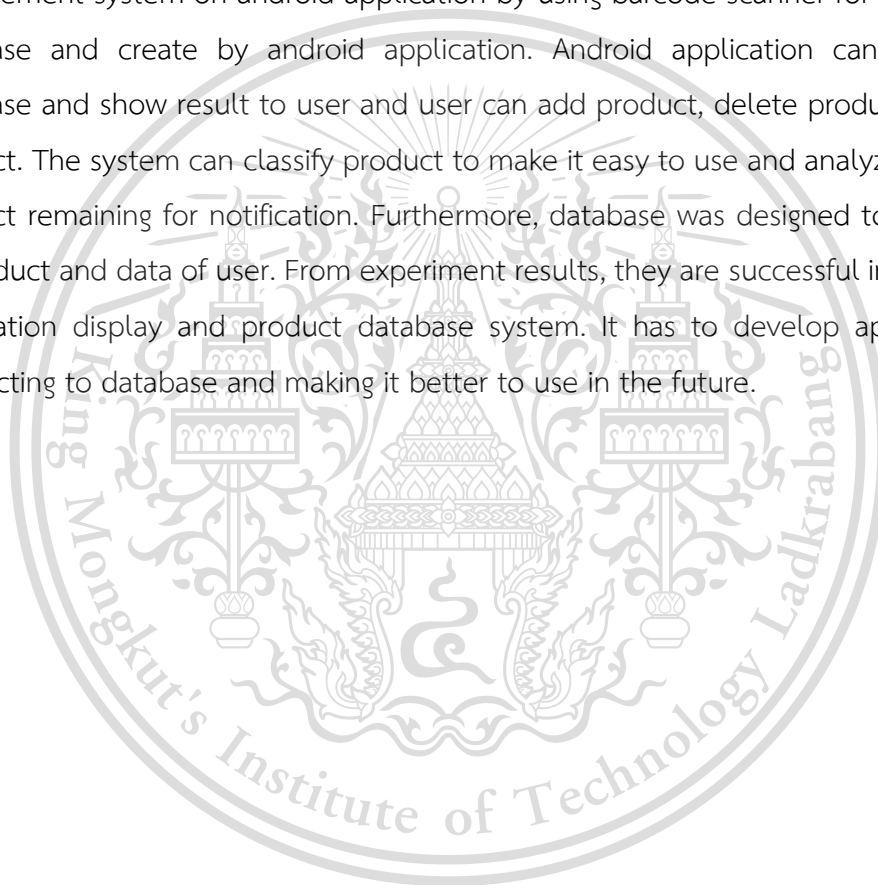 ement system on android application by using barcode scanner for
ase and create by android application. Android application can
ase and show result to user and user can add product, delete produ
ct. The system can classify product to make it easy to use and analyz
ct remaining for notification. Furthermore, database was designed to
duct and data of user. From experiment results, they are successful in
ation display and product database system. It has to develop ap
cting to database and making it better to use in the future.
King Mongkut's Institute of Technology Ladkrabang